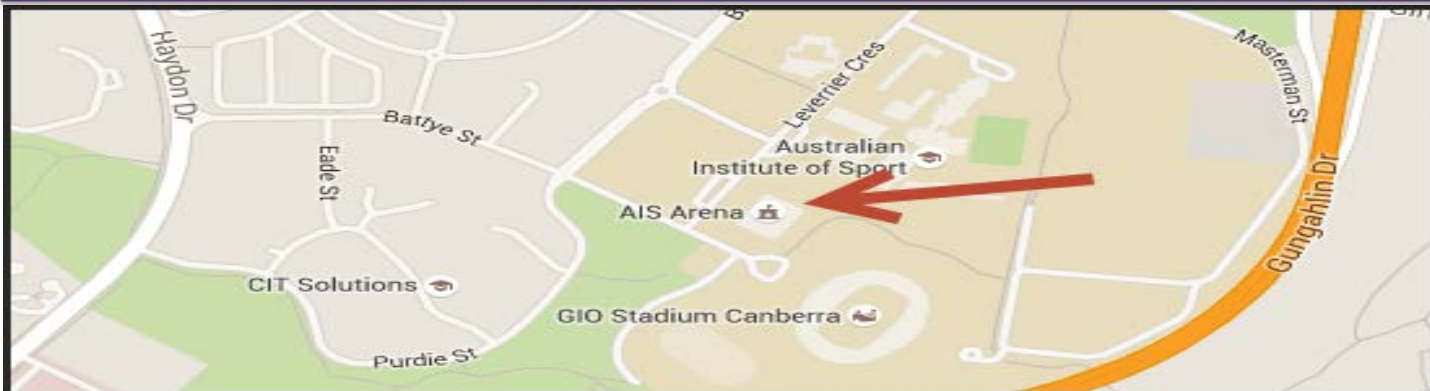 Haydon Dr
Battye St
Eade St
Leverrier Cres
Masterman St
Australian
Institute of Sport
AIS Arena
Gungahlin Dr
CIT Solutions
GIO Stadium Canberra
Purdie St